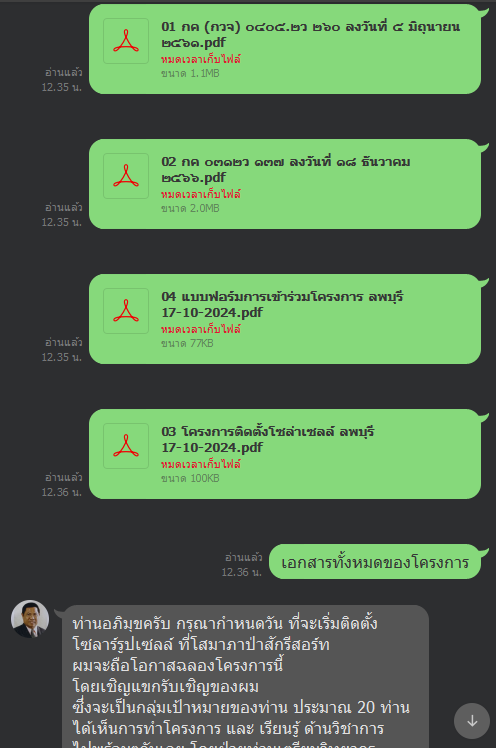 01 กค (กวจ) ๐๔๐๕.๒ว ๒๖๐ ลงวันที่ ๕ มิถุนายน
๒๕๖๑.pdf
หมดเวลาเก็บไฟล์
ขนาด 1.1MB
อ่านแล้ว
12.35 น.
02 กค ๐๓๑๒ว ๑๓๗ ลงวันที่ ๑๘ ธันวาคม
๒๕๖๖.pdf
หมดเวลาเก็บไฟล์
ขนาด 2.0MB
อ่านแล้ว
12.35 น.
04 แบบฟอร์มการเข้าร่วมโครงการ ลพบุรี
17-10-2024.pdf
หมดเวลาเก็บไฟล์
ขนาด 77KB
อ่านแล้ว
12.35 น.
03 โครงการติดตั้งโซล่าเซลล์ ลพบุรี
17-10-2024.pdf
หมดเวลาเก็บไฟล์
ขนาด 100KB
อ่านแล้ว
12.36 น.
เอกสารทั้งหมดของโครงการ
อ่านแล้ว
12.36 น.
ท่านอภิมุขครับ กรุณากำหนดวัน ที่จะเริ่มติดตั้ง
โซ่ลาร์รูปเซ่ลล์ ที่โสมาภาป่าสักรีสอร์ท
ผมจะถือโอกาสฉลองโครงการนี้
โดยเชิญแขกรับเชิญของผม
ซึ่งจะเป็นกลุ่มเป้าหมายของท่าน ประมาณ 20 ท่าน
ได้เห็นการทำโครงการ และ เรียนรู้ ด้านวิชาการ